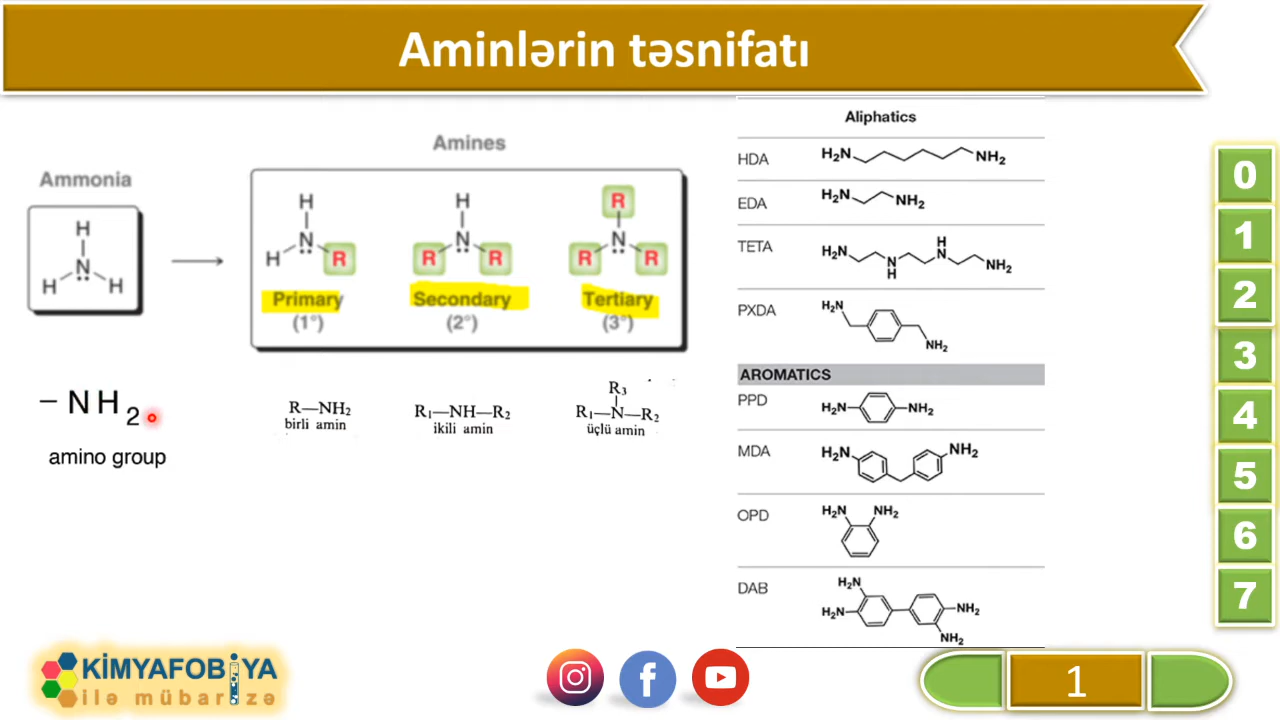 Aminlərin təsnifatı
Ammonia
H
N
H
H
Amines
H
N
H
R
Primary
(1°)
H
N
R
R
Secondary
(2°)
R
N
R
R
Tertiary
(3°)
– NH2
amino group
R—NH2
birli amin
R1—NH—R2
ikili amin
R3
R1—N—R2
üçlü amin
Aliphatics
HDA
H2N
NH2
EDA
H2N
NH2
TETA
H2N
N
H
H
N
NH2
PXDA
H2N
NH2
AROMATICS
PPD
H2N
NH2
MDA
H2N
NH2
OPD
H2N
NH2
DAB
H2N
H2N
NH2
NH2
0
1
2
3
4
5
6
7
KİMYAFOBİYA
ilə mübarizə
f
1